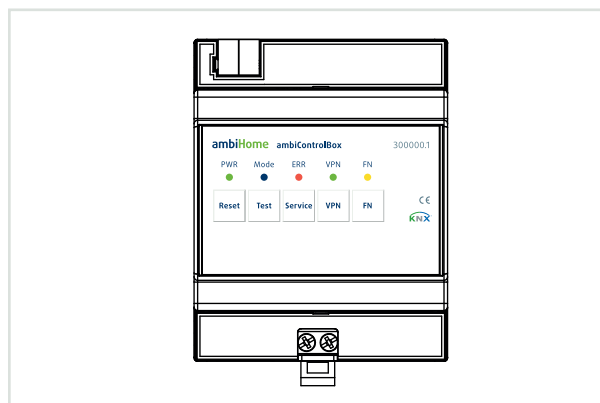 ambiHome ambiControlBox 300000.1
PWR Mode ERR VPN FN
Reset Test Service VPN FN
CE
KNX